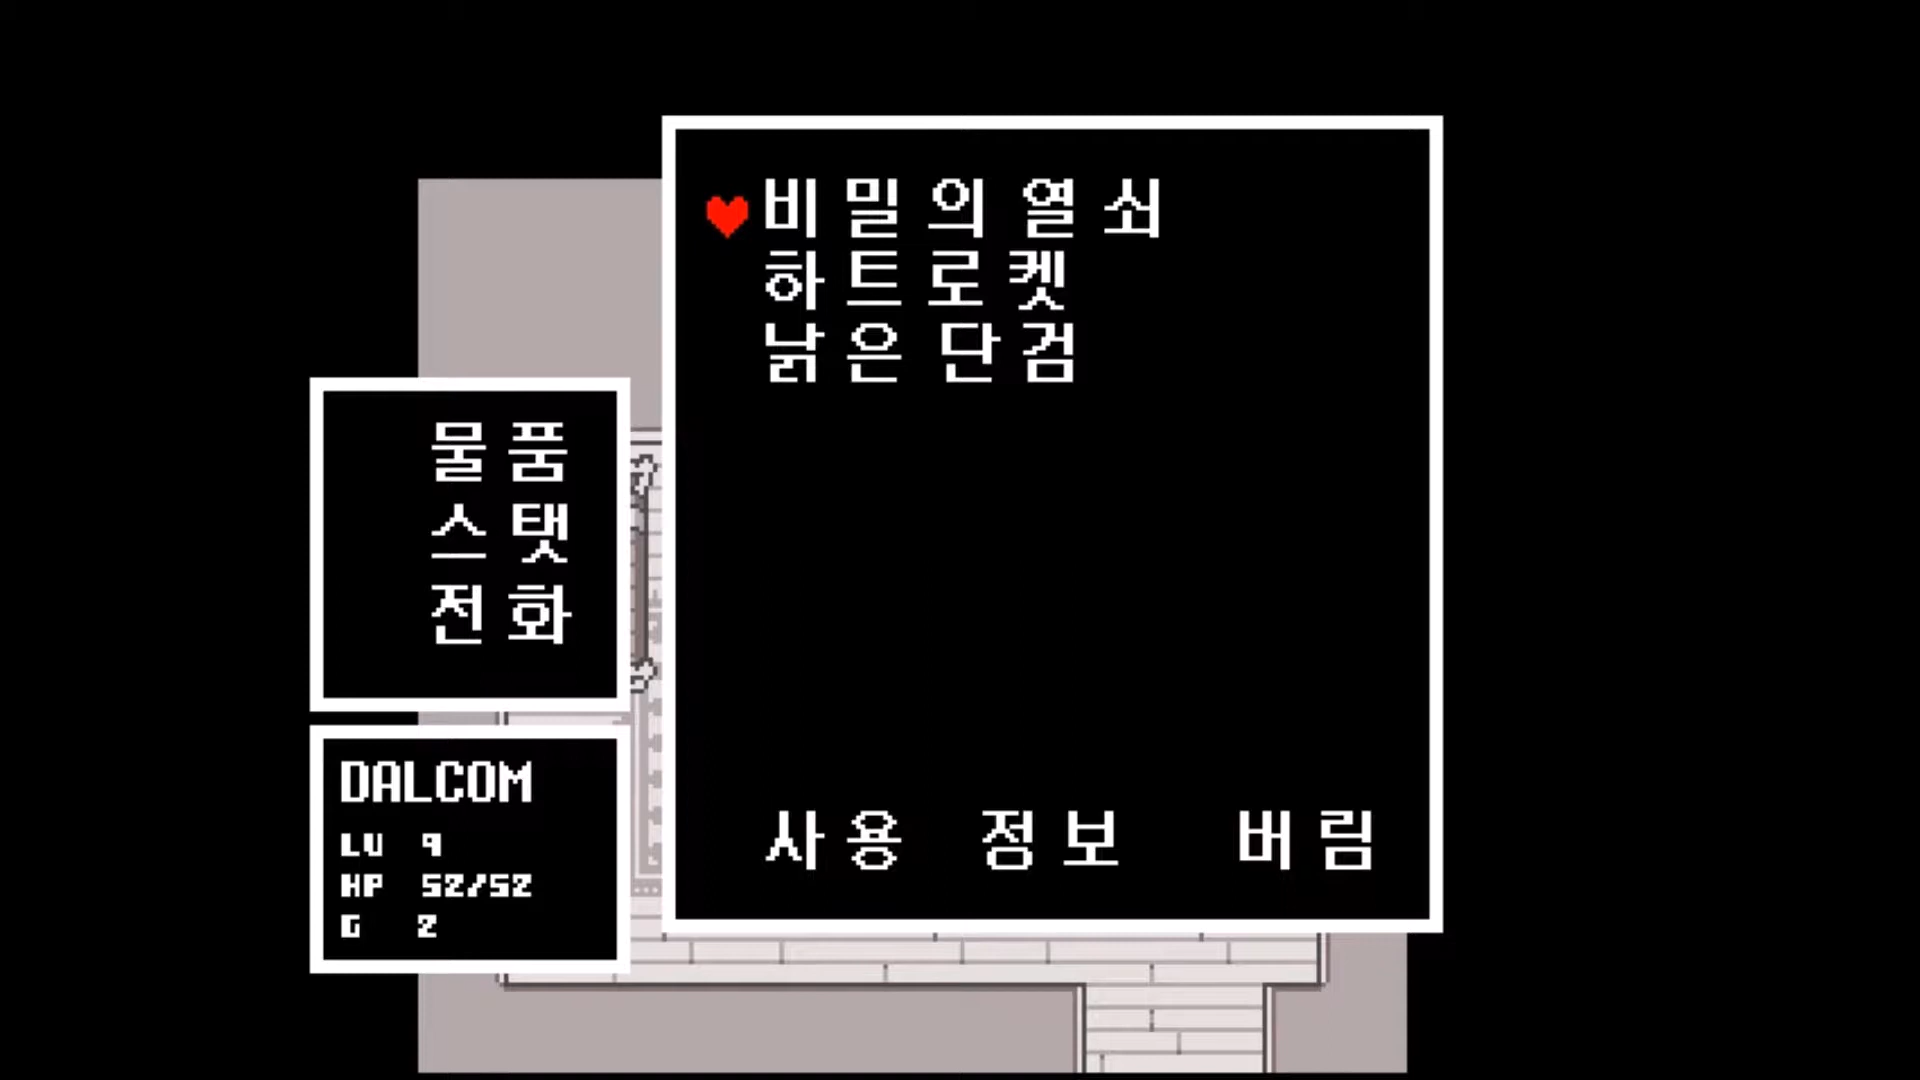 비밀의 열쇠
하트로켓
낡은 단검
사용 정보 버림
물품
스탯
전화
DALCOM
LV 9
HP 52/52
G 2